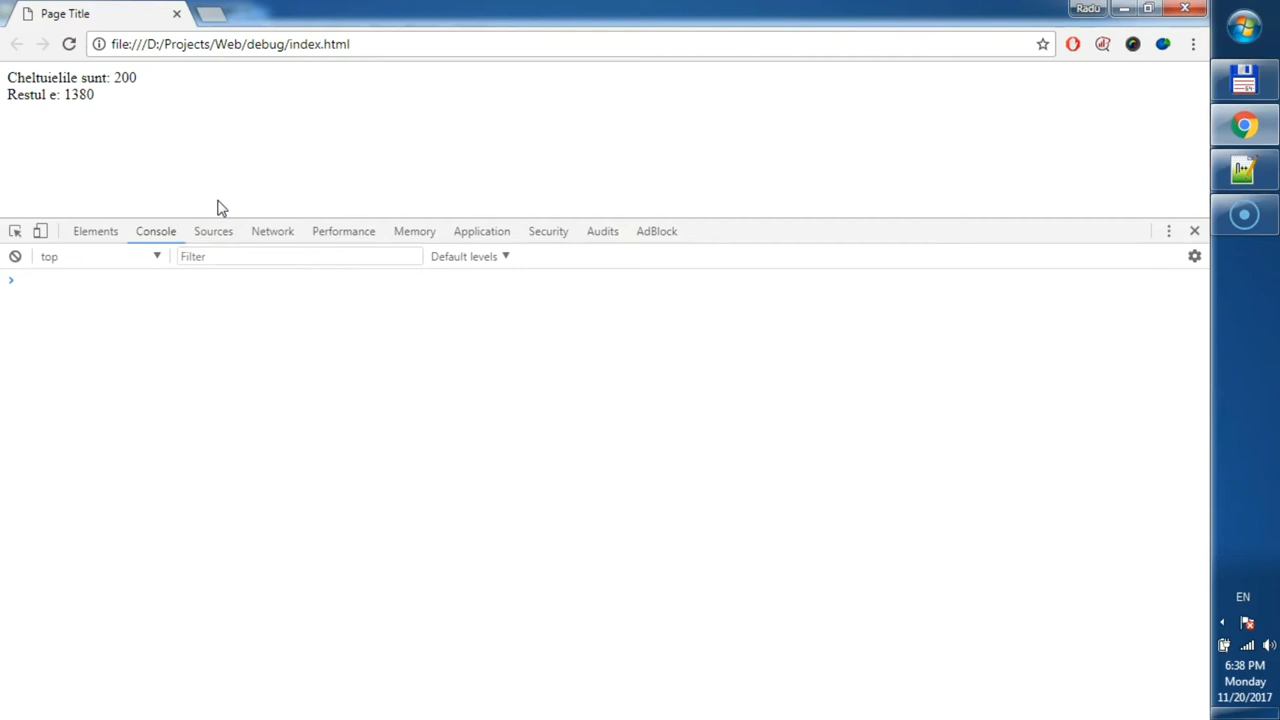 Page Title
Radu
file:///D:/Projects/Web/debug/index.html
Cheltuielile sunt: 200
Restul e: 1380
Elements Console Sources Network Performance Memory Application Security Audits AdBlock
top Filter Default levels
EN
6:38 PM
Monday
11/20/2017